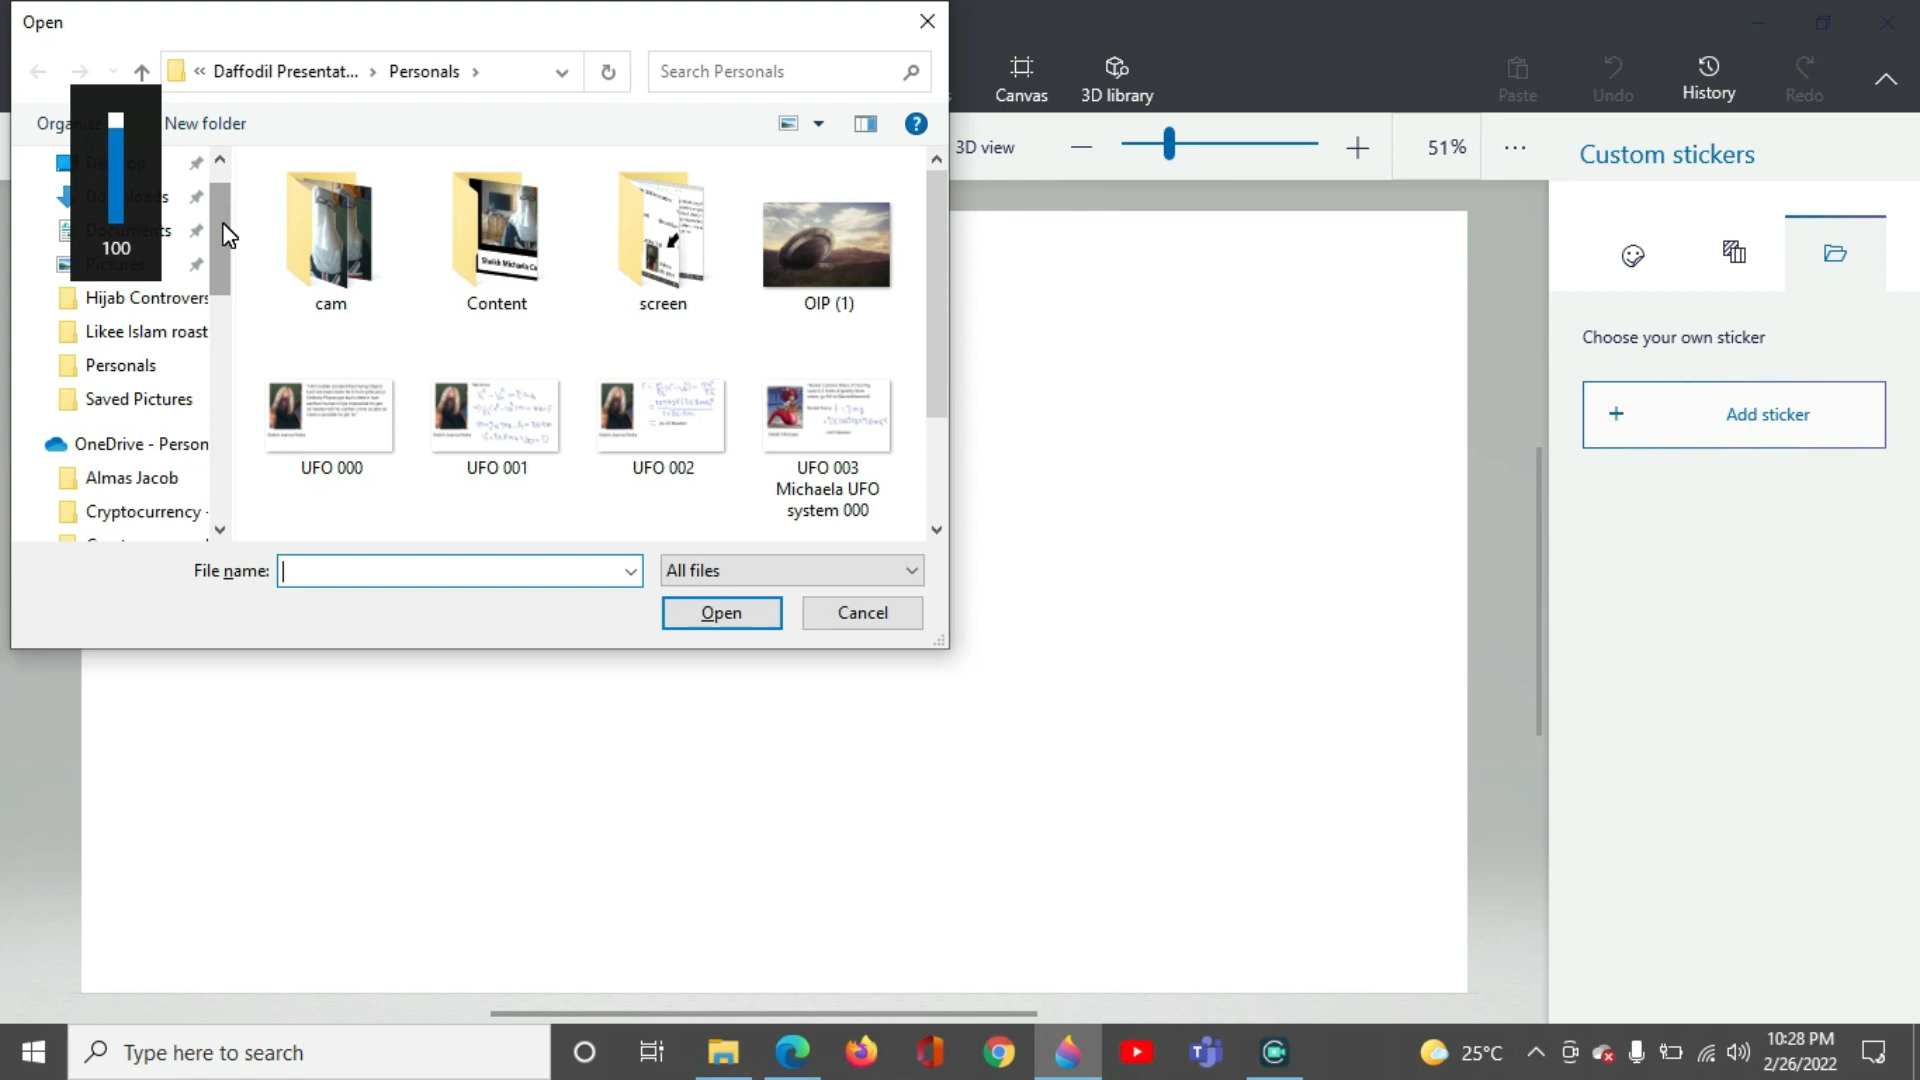 Open
« Daffodil Presentat... > Personals >
Search Personals
New folder
Canvas
3D library
Paste
Undo
History
Redo
3D view
51%
Custom stickers
100
Documents
Pictures
Hijab Controvers
Likee Islam roast
Personals
Saved Pictures
OneDrive - Person
Almas Jacob
Cryptocurrency
cam
Content
screen
OIP (1)
UFO 000
UFO 001
UFO 002
UFO 003
Michaela UFO
system 000
Choose your own sticker
+ Add sticker
File name:
All files
Open
Cancel
Type here to search
25°C
10:28 PM
2/26/2022